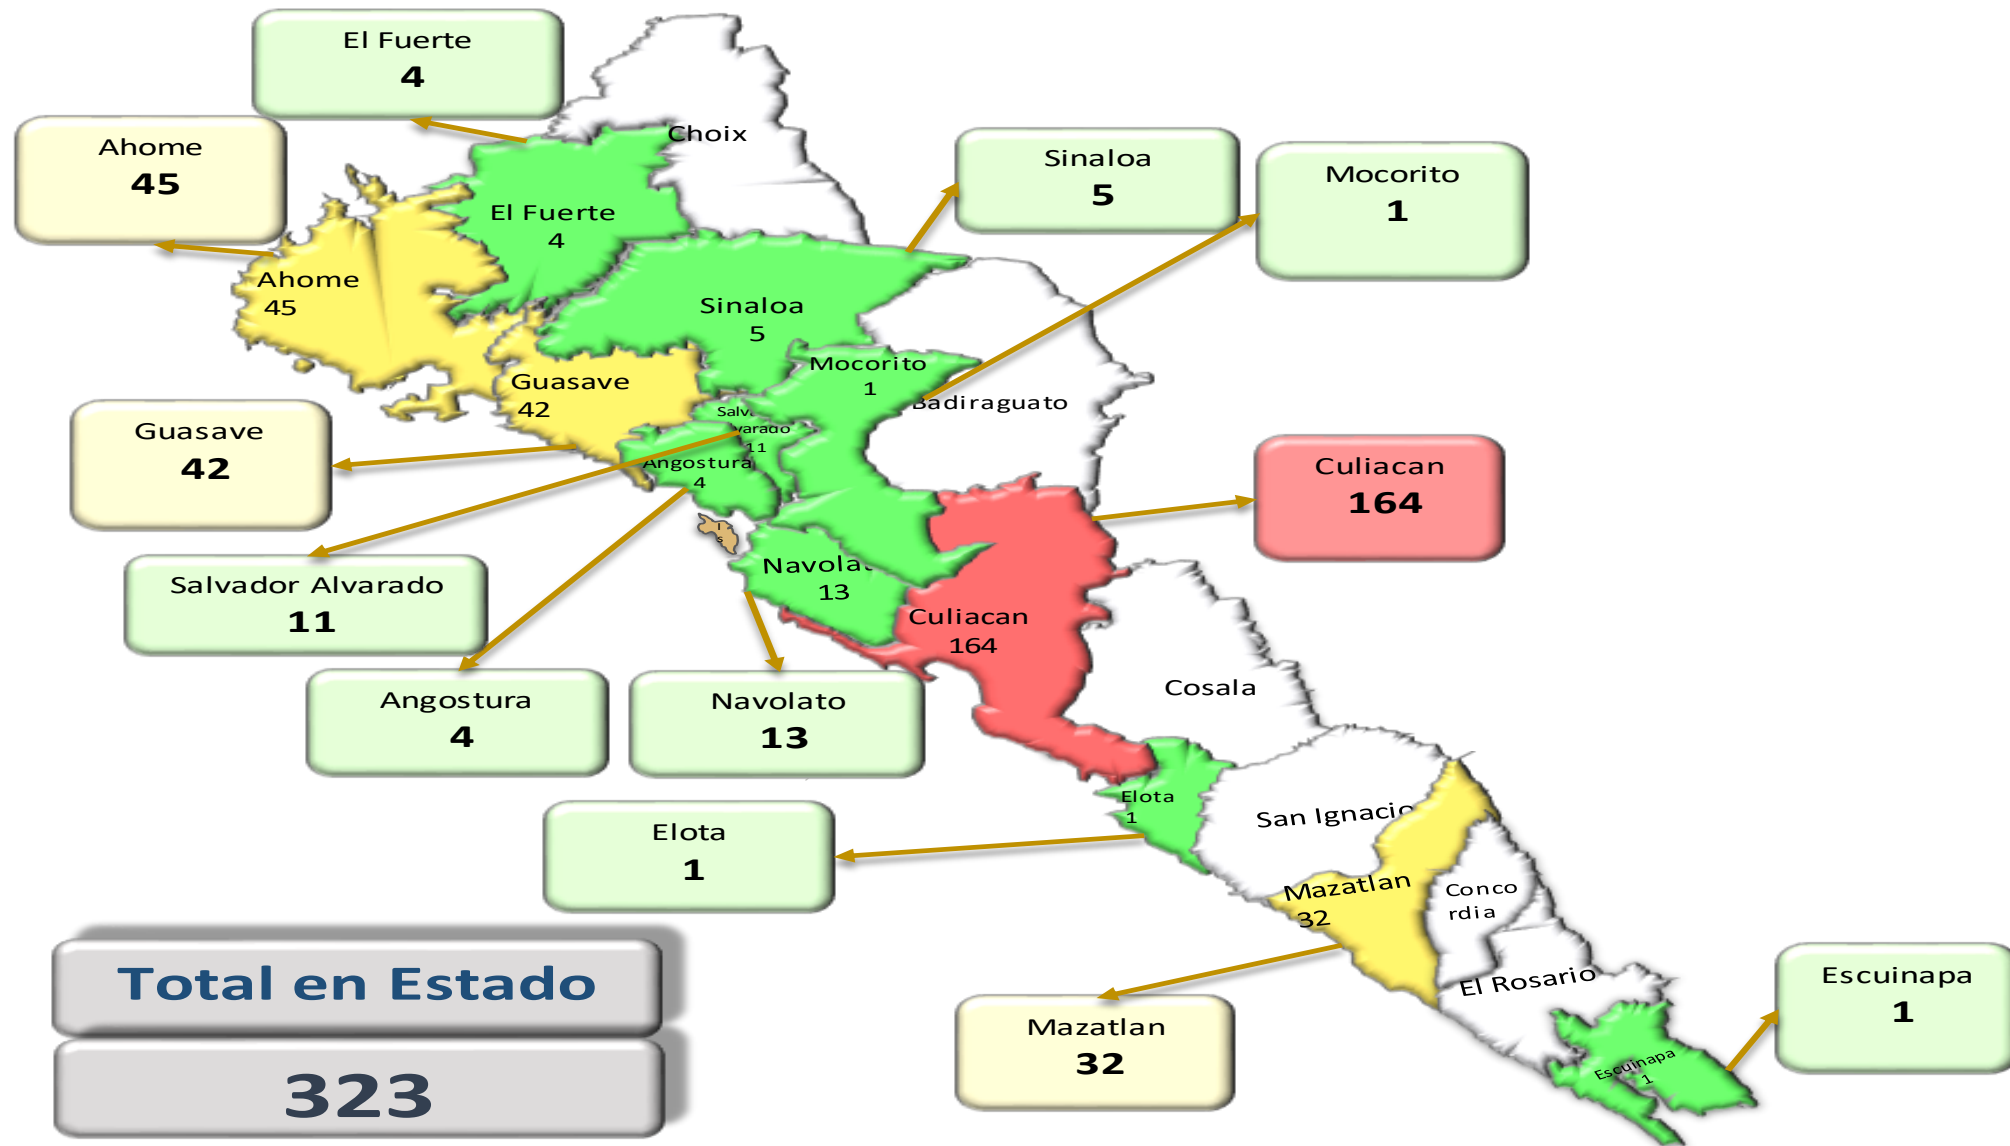 El Fuerte
4
Ahome
45
Choix
Sinaloa
5
Mocorito
1
El Fuerte
4
Ahome
45
Sinaloa
5
Mocorito
1
Guasave
42
Badiraguato
Salv
varado
11
Angostura
4
Guasave
42
Culiacan
164
Salvador Alvarado
11
Navolat
13
Culiacan
164
Angostura
4
Navolato
13
Cosala
Elota
1
San Ignacio
Elota
1
Mazatlan
32
Conco
rdia
El Rosario
Escuinapa
1
Mazatlan
32
Escuinapa
1
Total en Estado
323